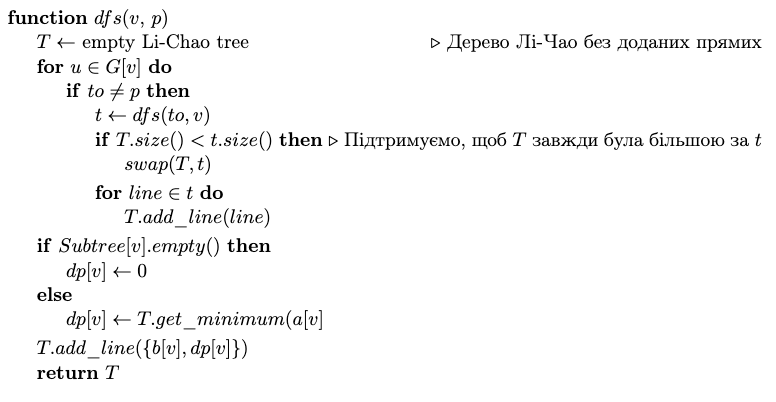 function dfs(v, p)
T ← empty Li-Chao tree ▷ Дерево Лі-Чао без доданих прямих
for u ∈ G[v] do
if to ≠ p then
t ← dfs(to, v)
if T.size() < t.size() then ▷ Підтримуємо, щоб T завжди була більшою за t
swap(T, t)
for line ∈ t do
T.add_line(line)
if Subtree[v].empty() then
dp[v] ← 0
else
dp[v] ← T.get_minimum(a[v]
T.add_line({b[v], dp[v]})
return T